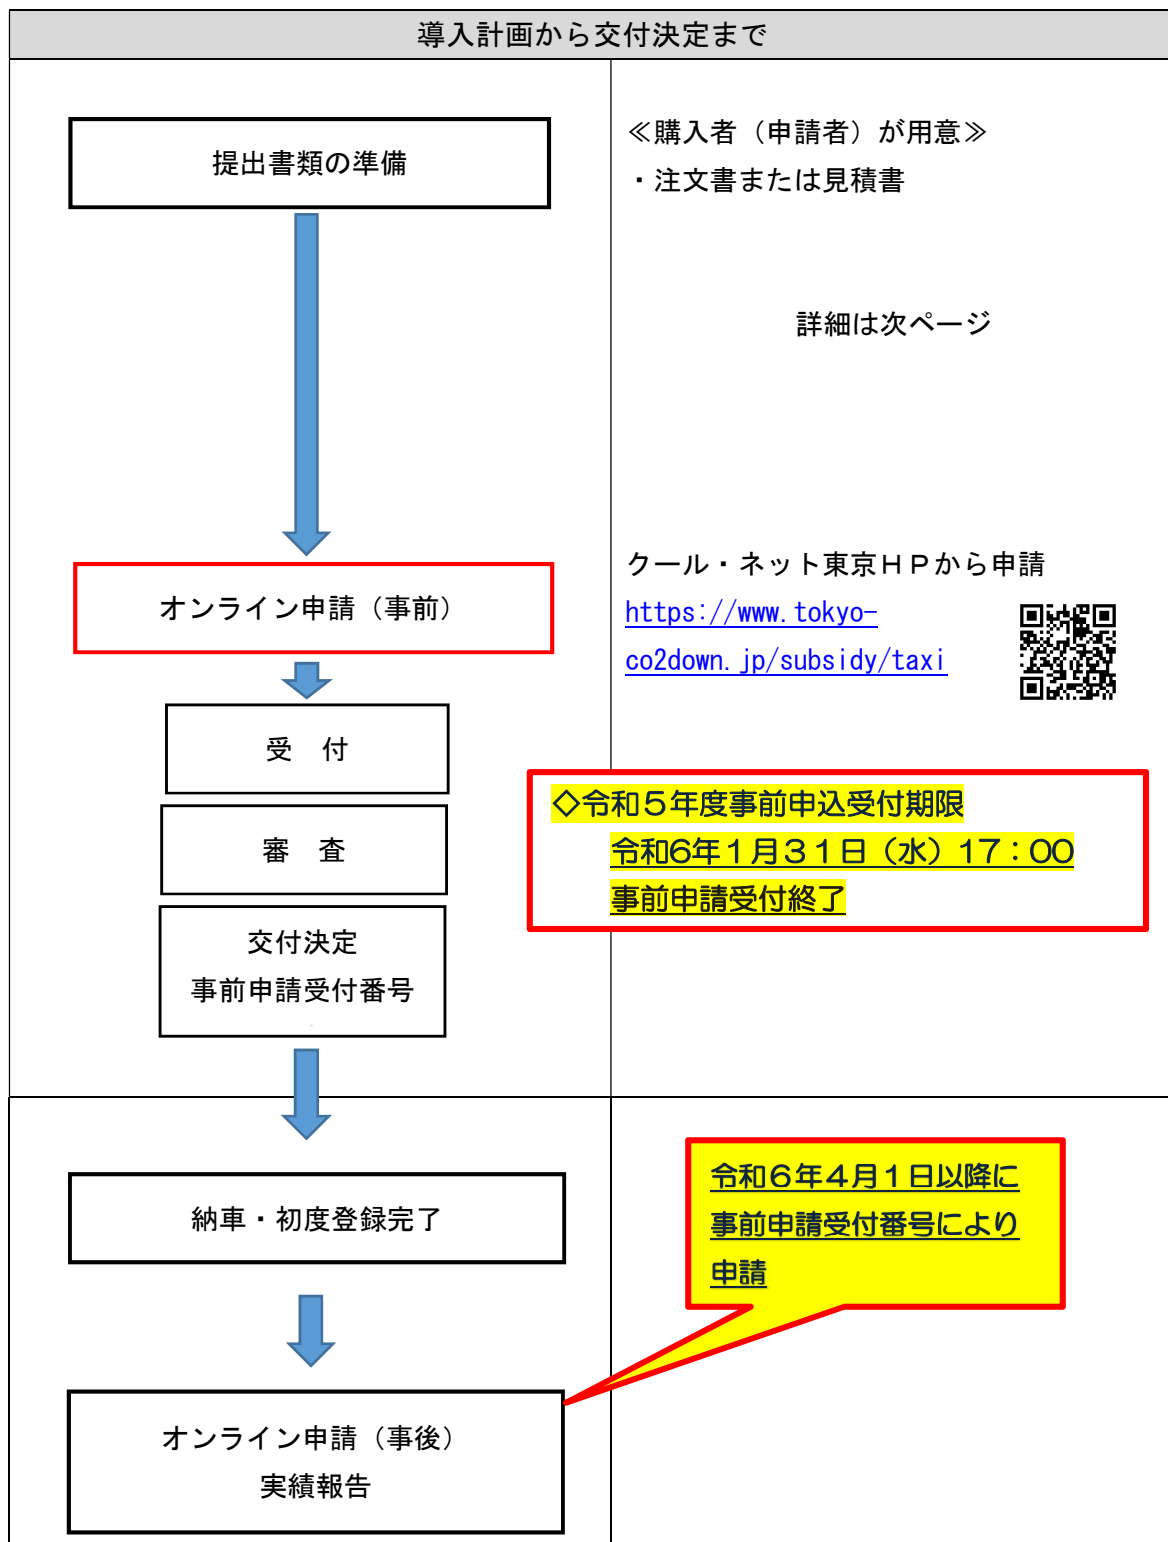 導入計画から交付決定まで
提出書類の準備
≪購入者（申請者）が用意≫
・注文書または見積書
詳細は次ページ
オンライン申請（事前）
クール・ネット東京ＨＰから申請
https://www.tokyo-
co2down.jp/subsidy/taxi
受　付
審　査
交付決定
事前申請受付番号
◇令和５年度事前申込受付期限
令和6年１月３１日（水）１７：００
事前申請受付終了
納車・初度登録完了
令和６年４月１日以降に
事前申請受付番号により
申請
オンライン申請（事後）
実績報告